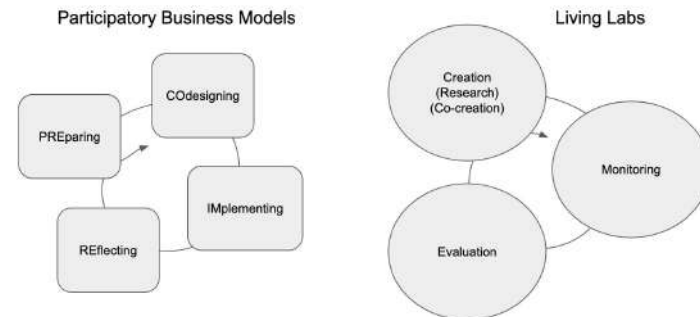 Participatory Business Models
Living Labs
COdesigning
PREparing
IMplementing
REflecting
Creation
(Research)
(Co-creation)
Monitoring
Evaluation